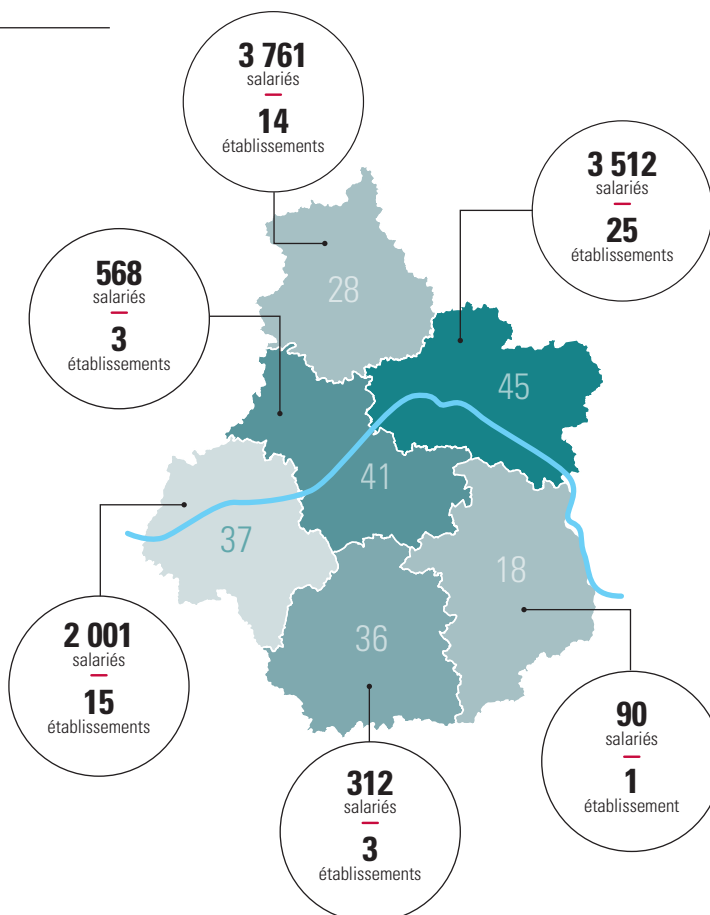 3 761
salariés
14
établissements
3 512
salariés
25
établissements
568
salariés
3
établissements
28
45
41
37
18
36
2 001
salariés
15
établissements
90
salariés
1
établissement
312
salariés
3
établissements